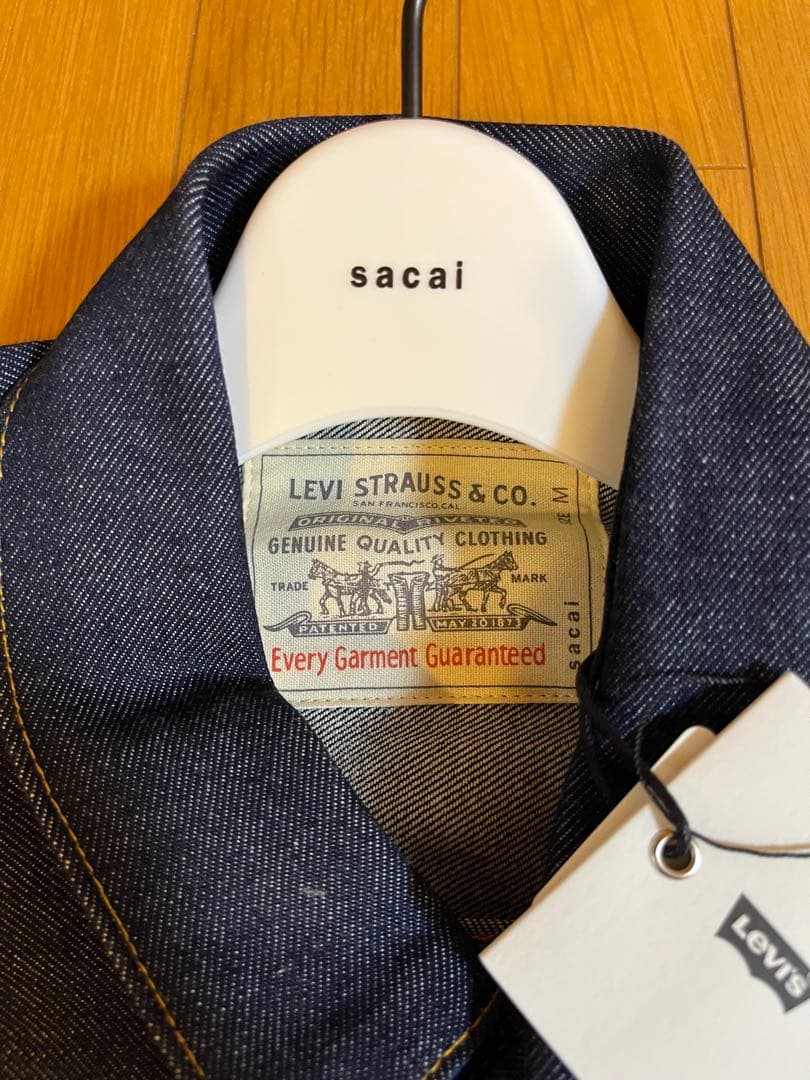 sacai
LEVI STRAUSS & CO.
SAN FRANCISCO, CAL
ORIGINAL RIVETED
GENUINE QUALITY CLOTHING
TRADE MARK
PATENTED MAY 20 1873
Every Garment Guaranteed
M
sacai
Levi's